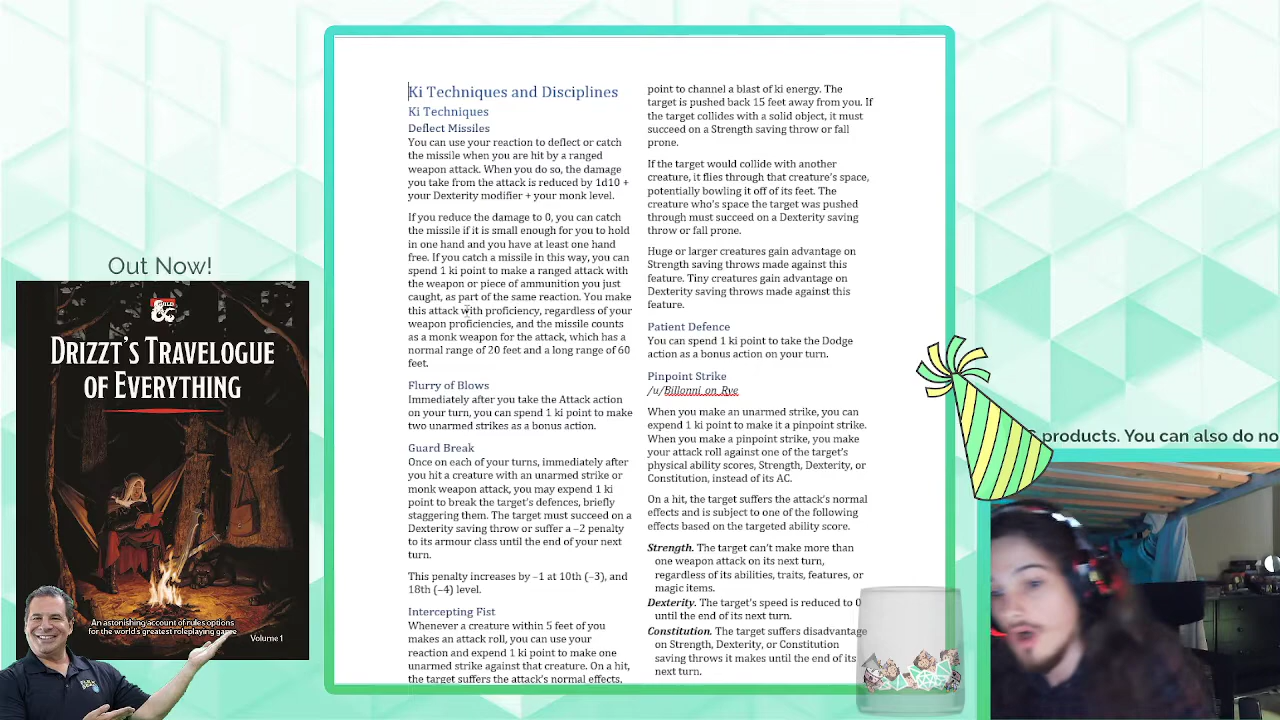 Out Now!
DRIZZT'S TRAVELOGUE
OF EVERYTHING
An astonishing account of rules options
for the world's greatest roleplaying game
Volume 1
Ki Techniques and Disciplines
Ki Techniques
Deflect Missiles
You can use your reaction to deflect or catch
the missile when you are hit by a ranged
weapon attack. When you do so, the damage
you take from the attack is reduced by 1d10 +
your Dexterity modifier + your monk level.
If you reduce the damage to 0, you can catch
the missile if it is small enough for you to hold
in one hand and you have at least one hand
free. If you catch a missile in this way, you can
spend 1 ki point to make a ranged attack with
the weapon or piece of ammunition you just
caught, as part of the same reaction. You make
this attack with proficiency, regardless of your
weapon proficiencies, and the missile counts
as a monk weapon for the attack, which has a
normal range of 20 feet and a long range of 60
feet.
Flurry of Blows
Immediately after you take the Attack action
on your turn, you can spend 1 ki point to make
two unarmed strikes as a bonus action.
Guard Break
Once on each of your turns, immediately after
you hit a creature with an unarmed strike or
monk weapon attack, you may expend 1 ki
point to break the target's defences, briefly
staggering them. The target must succeed on a
Dexterity saving throw or suffer a –2 penalty
to its armour class until the end of your next
turn.
This penalty increases by –1 at 10th (–3), and
18th (–4) level.
Intercepting Fist
Whenever a creature within 5 feet of you
makes an attack roll, you can use your
reaction and expend 1 ki point to make one
unarmed strike against that creature. On a hit,
the target suffers the attack's normal effects,
point to channel a blast of ki energy. The
target is pushed back 15 feet away from you. If
the target collides with a solid object, it must
succeed on a Strength saving throw or fall
prone.
If the target would collide with another
creature, it flies through that creature's space,
potentially bowling it off of its feet. The
creature who's space the target was pushed
through must succeed on a Dexterity saving
throw or fall prone.
Huge or larger creatures gain advantage on
Strength saving throws made against this
feature. Tiny creatures gain advantage on
Dexterity saving throws made against this
feature.
Patient Defence
You can spend 1 ki point to take the Dodge
action as a bonus action on your turn.
Pinpoint Strike
/u/Billonni_on_Rye
When you make an unarmed strike, you can
expend 1 ki point to make it a pinpoint strike.
When you make a pinpoint strike, you make
your attack roll against one of the target's
physical ability scores, Strength, Dexterity, or
Constitution, instead of its AC.
On a hit, the target suffers the attack's normal
effects and is subject to one of the following
effects based on the targeted ability score.
Strength. The target can't make more than
one weapon attack on its next turn,
regardless of its abilities, traits, features, or
magic items.
Dexterity. The target's speed is reduced to 0
until the end of its next turn.
Constitution. The target suffers disadvantage
on Strength, Dexterity, or Constitution
saving throws it makes until the end of its
next turn.
products. You can also do no